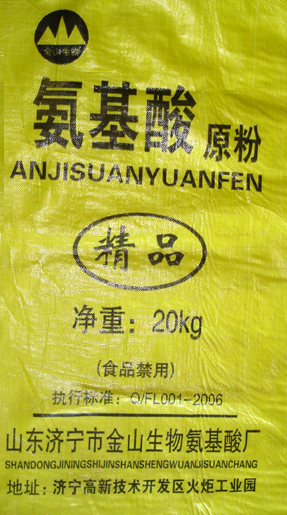 金山生物
氨基酸 原粉
ANJISUANYUANFEN
精品
净重：20kg
(食品禁用)
执行标准：Q/FL001-2006
山东济宁市金山生物氨基酸厂
SHANDONGJININGSHIJINSHANSHENGWUANJISUANCHANG
地址：济宁高新技术开发区火炬工业园